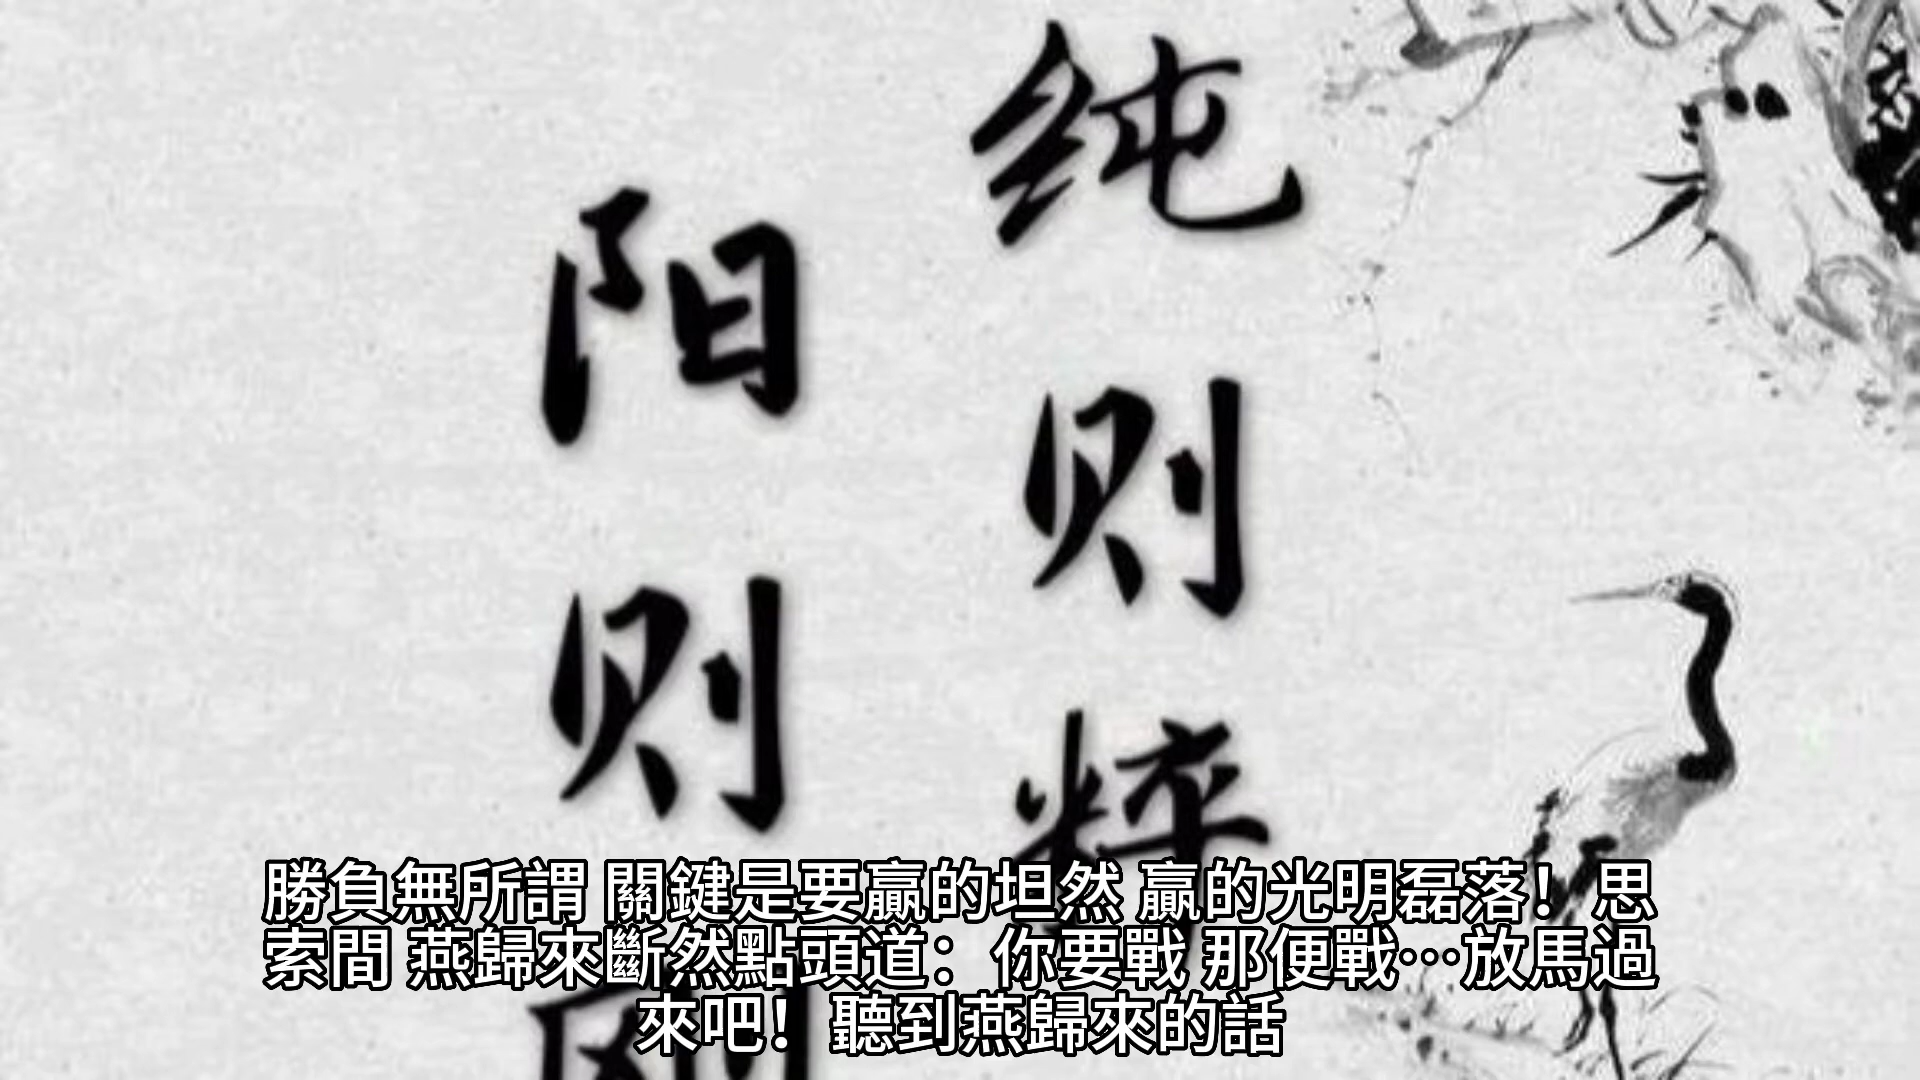 纯则粹
阳则刚
勝負無所謂 關鍵是要贏的坦然 贏的光明磊落！思
索間 燕歸來斷然點頭道：你要戰 那便戰…放馬過
來吧！聽到燕歸來的話